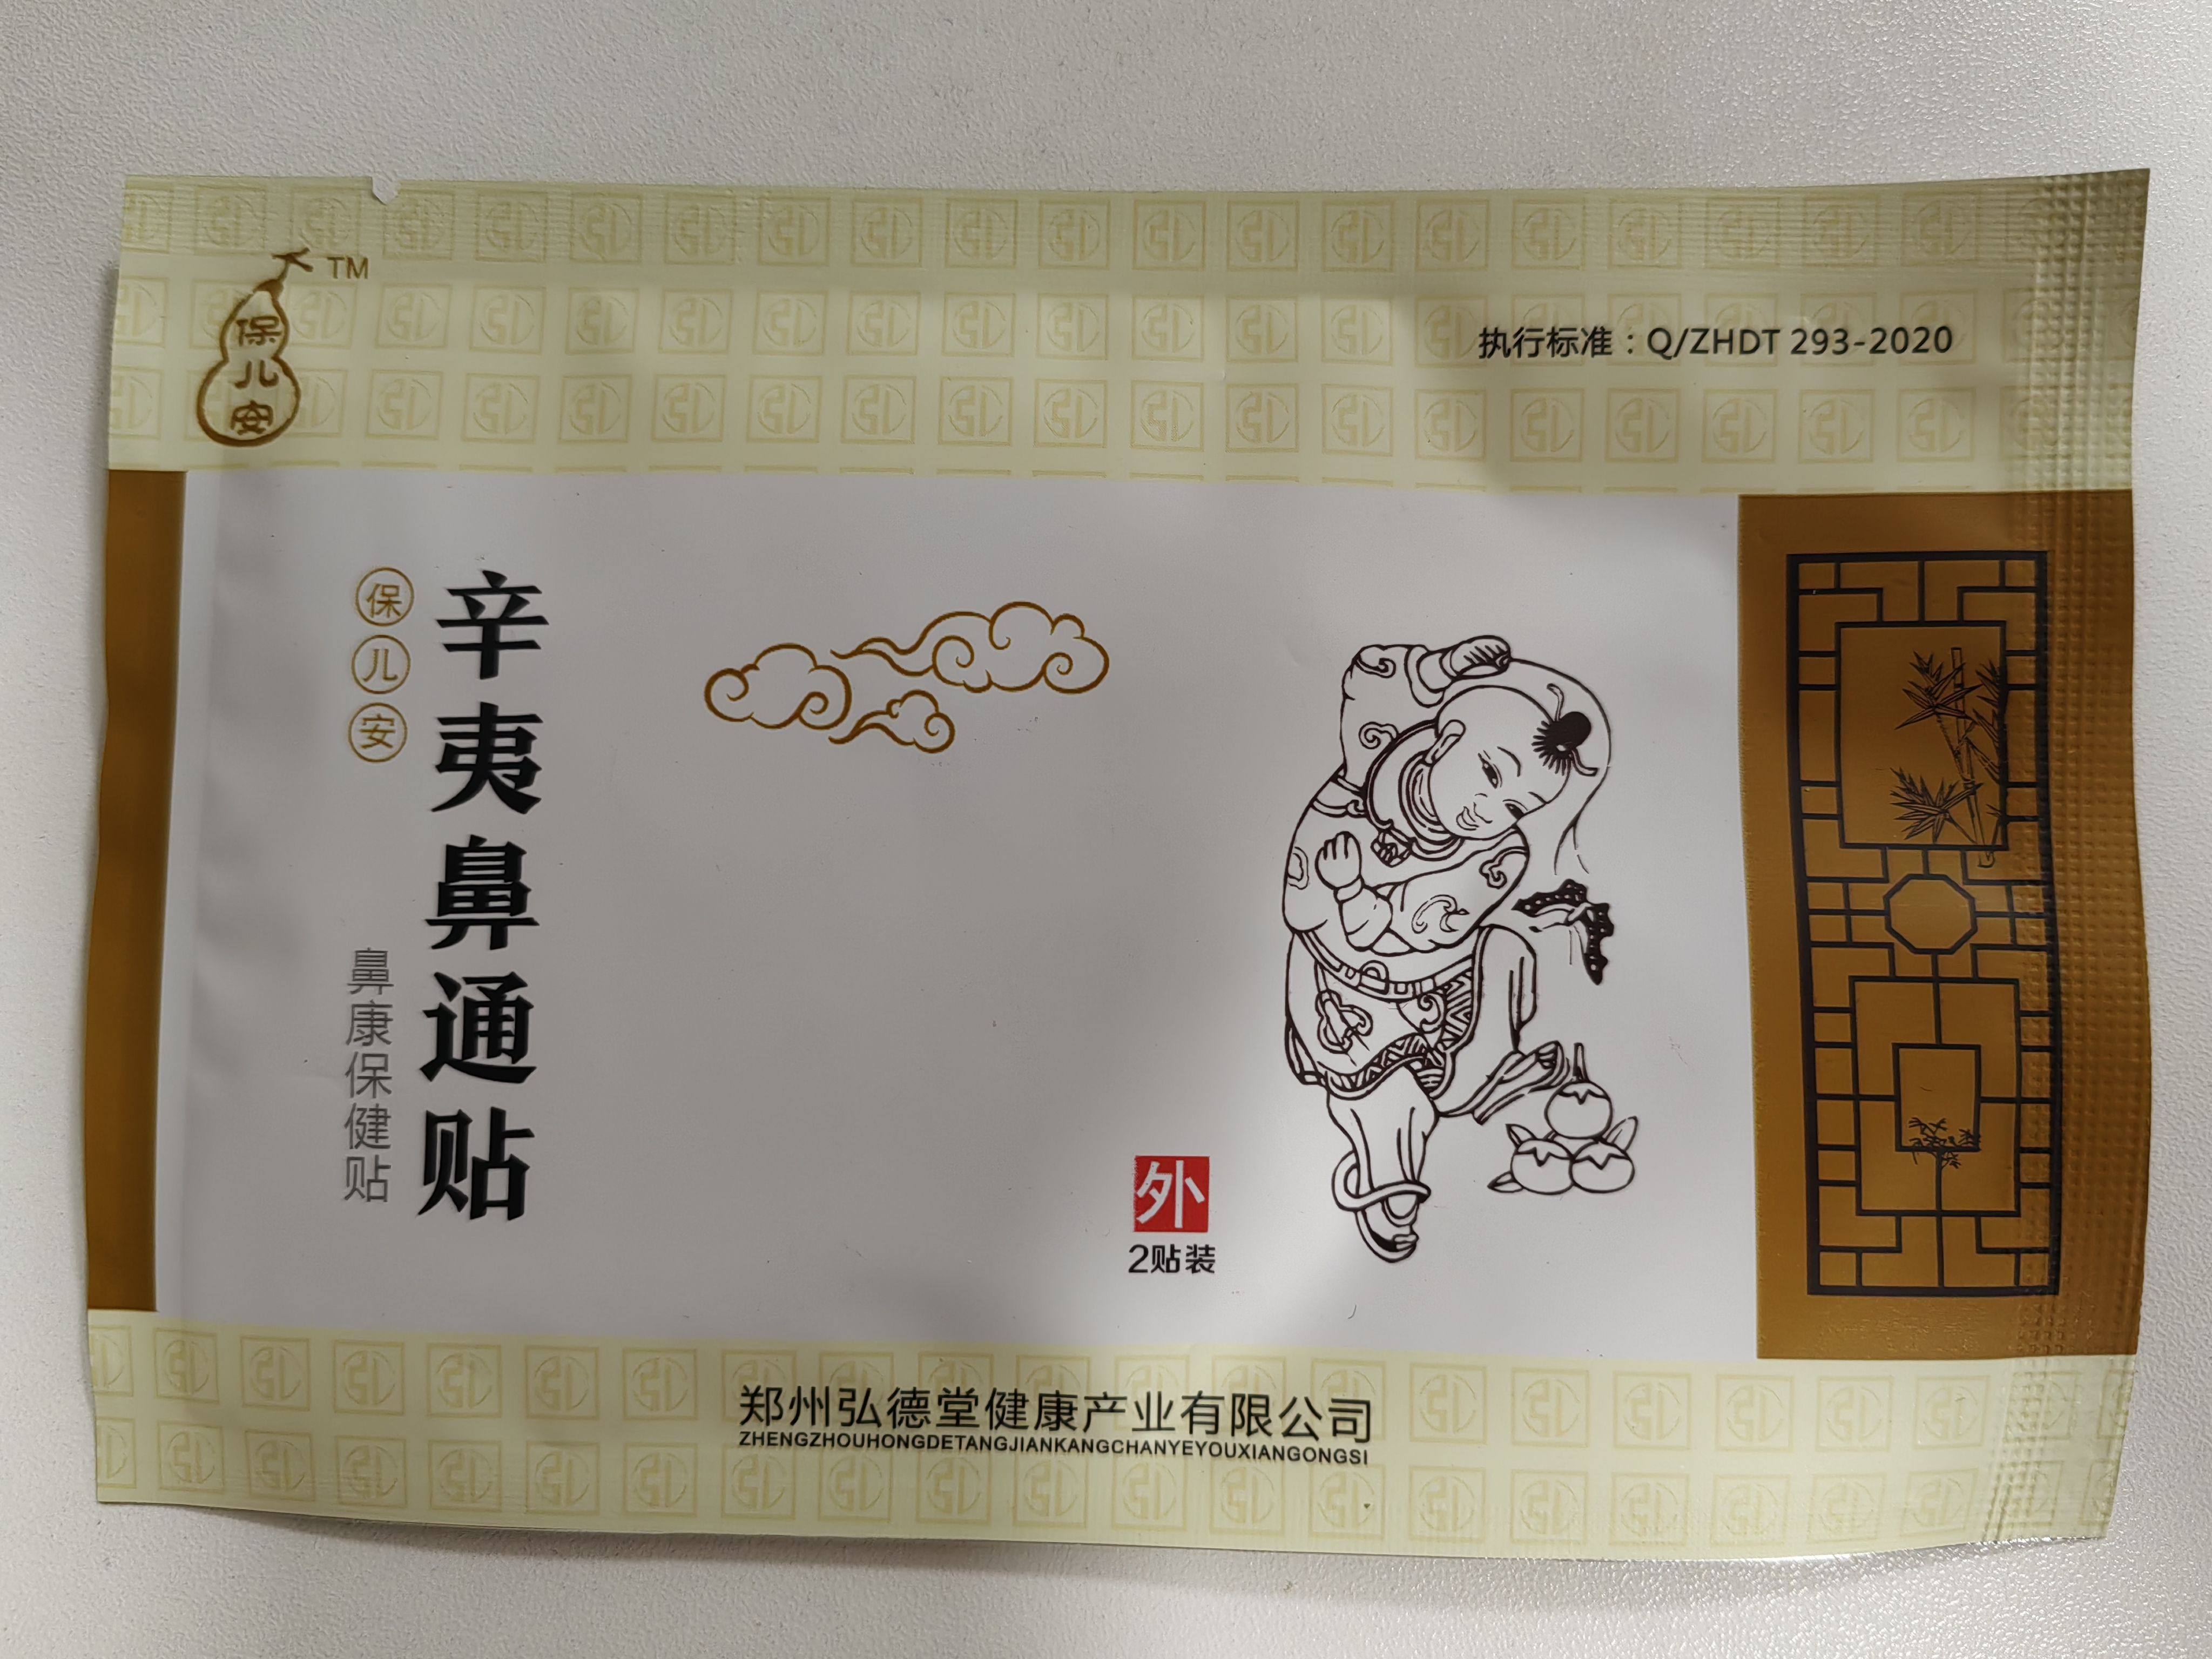 保儿安
TM
执行标准：Q/ZHDT 293-2020
辛夷鼻通贴
保儿安
鼻康保健贴
外
2贴装
郑州弘德堂健康产业有限公司
ZHENGZHOUHONGDETANGJIANKANGCHANYEYOUXIANGONGSI